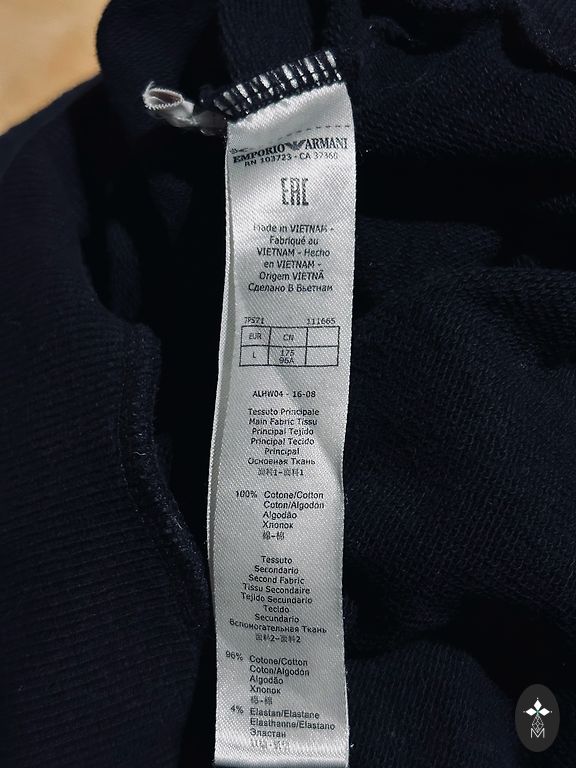 EMPORIO ARMANI
RN 103723 - CA 37360
EAC
Made in VIETNAM -
Fabriqué au
VIETNAM - Hecho
en VIETNAM -
Origem VIETNÃ
Сделано В Вьетнам
7PS71 111665
EUR CN
L 175
96A
ALHW04 - 16-08
Tessuto Principale
Main Fabric Tissu
Principal Tejido
Principal Tecido
Principal
Основная Ткань
面料1-面料1
100% Cotone/Cotton
Coton/Algodon
Algodão
Хлопок
棉-棉
Tessuto
Secondario
Second Fabric
Tissu Secondaire
Tejido Secundario
Tecido
Secundario
Вспомогательная Ткань
面料2-面料2
96% Cotone/Cotton
Coton/Algodon
Algodão
Хлопок
棉-棉
4% Elastan/Elastane
Elasthanne/Elastano
Эластан
M